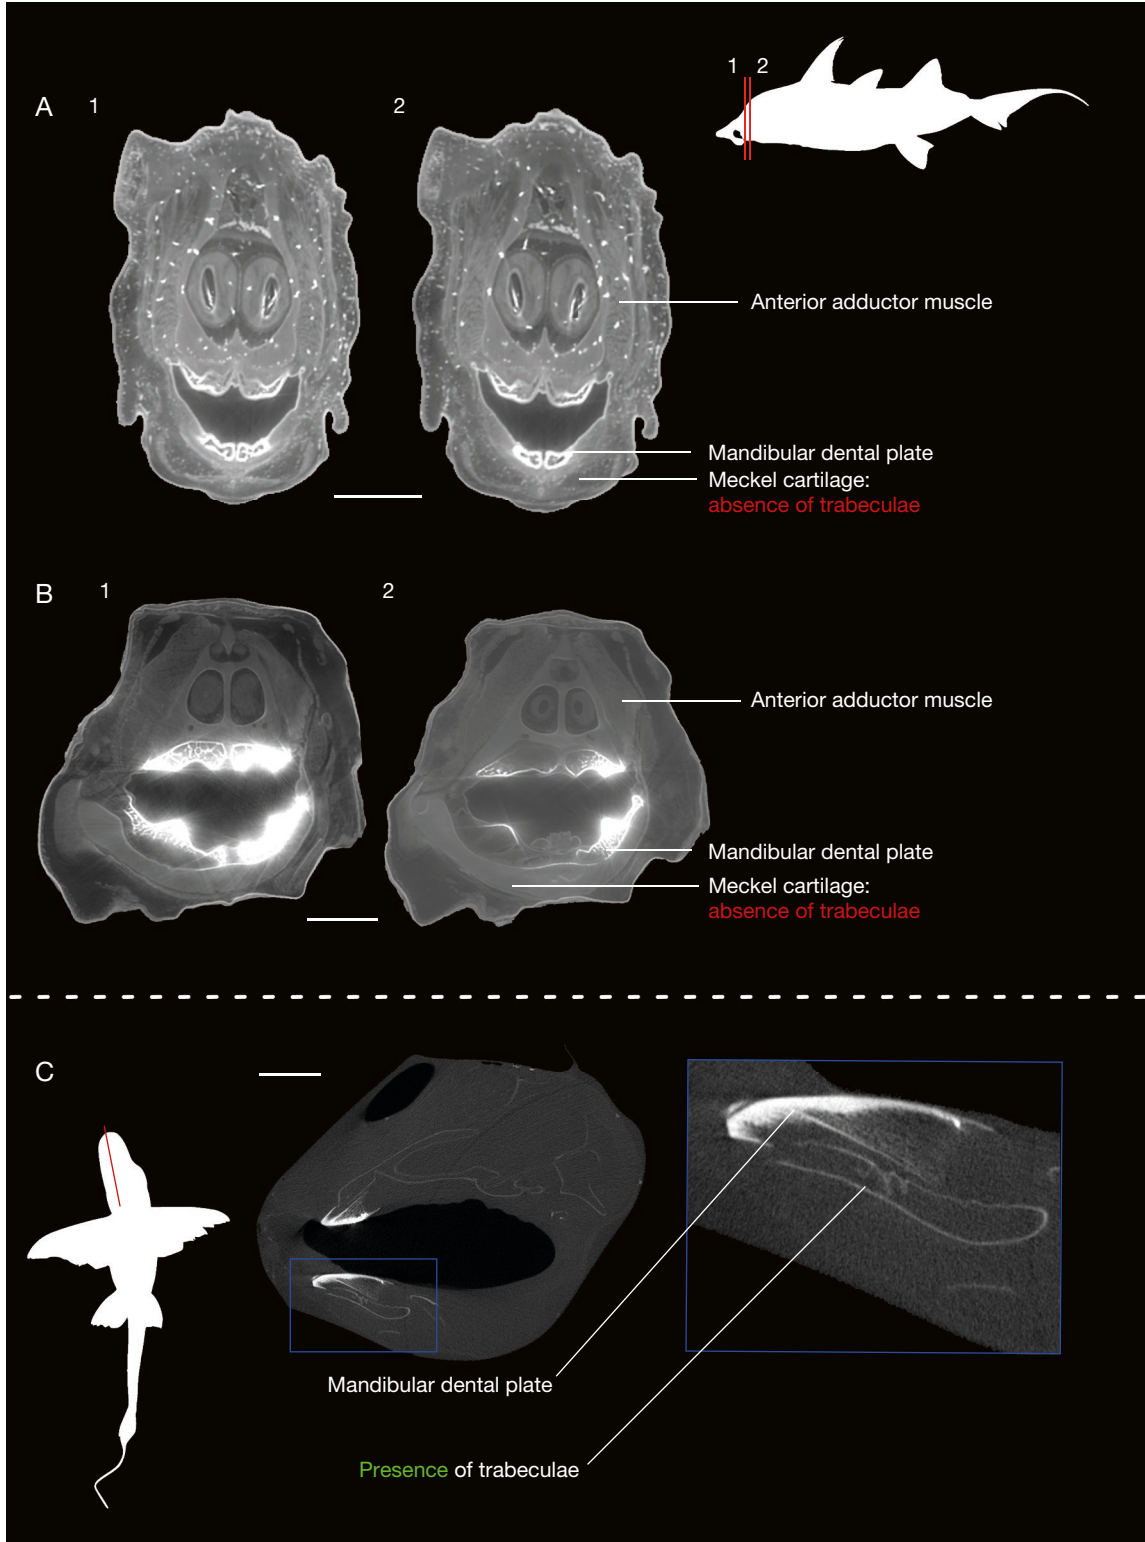 1 2
A 1 2
Anterior adductor muscle
Mandibular dental plate
Meckel cartilage:
absence of trabeculae
B 1 2
Anterior adductor muscle
Mandibular dental plate
Meckel cartilage:
absence of trabeculae
C
Mandibular dental plate
Presence of trabeculae